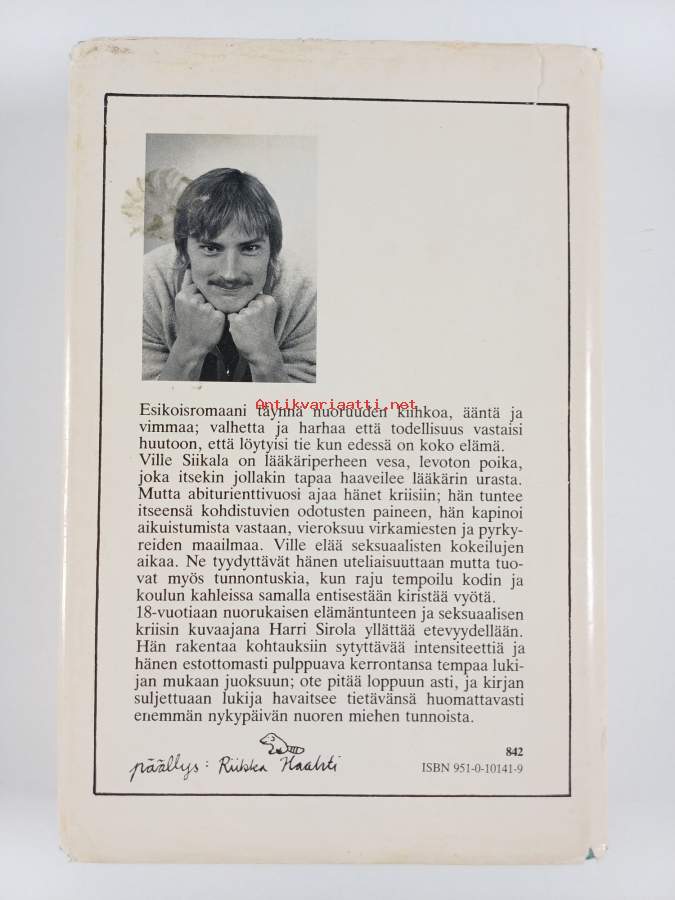 Antikvariaatti.net
Esikoisromaani täynnä nuoruuden kiihkoa, ääntä ja
vimmaa; valhetta ja harhaa että todellisuus vastaisi
huutoon, että löytyisi tie kun edessä on koko elämä.
Ville Siikala on lääkäriperheen vesa, levoton poika,
joka itsekin jollakin tapaa haaveilee lääkärin urasta.
Mutta abiturienttivuosi ajaa hänet kriisiin; hän tuntee
itseensä kohdistuvien odotusten paineen, hän kapinoi
aikuistumista vastaan, vieroksuu virkamiesten ja pyrky-
reiden maailmaa. Ville elää seksuaalisten kokeilujen
aikaa. Ne tyydyttävät hänen uteliaisuuttaan mutta tuo-
vat myös tunnontuskia, kun raju tempoilu kodin ja
koulun kahleissa samalla entisestään kiristää vyötä.
18-vuotiaan nuorukaisen elämäntunteen ja seksuaalisen
kriisin kuvaajana Harri Sirola yllättää etevyydellään.
Hän rakentaa kohtauksiin sytyttävää intensiteettiä ja
hänen estottomasti pulppuava kerrontansa tempaa luki-
jan mukaan juoksuun; ote pitää loppuun asti, ja kirjan
suljettuaan lukija havaitsee tietävänsä huomattavasti
enemmän nykypäivän nuoren miehen tunnoista.
päällys: Riikka Haahti
842
ISBN 951-0-10141-9